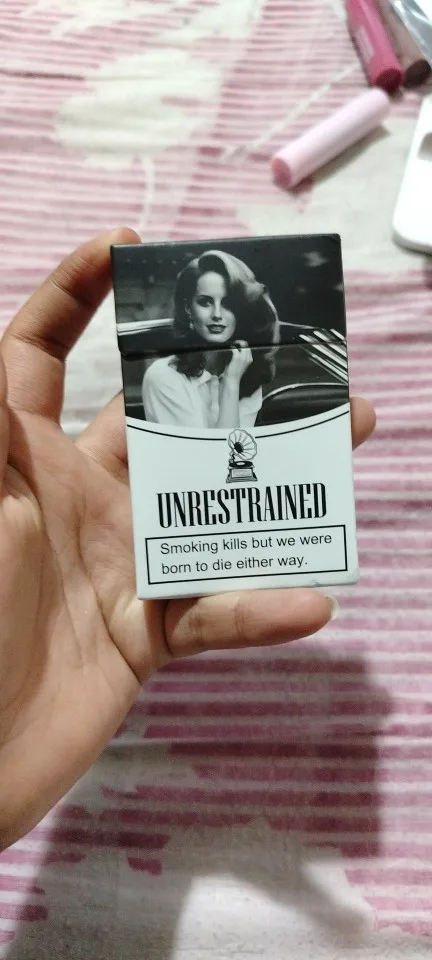 UNRESTRAINED
Smoking kills but we were
born to die either way.